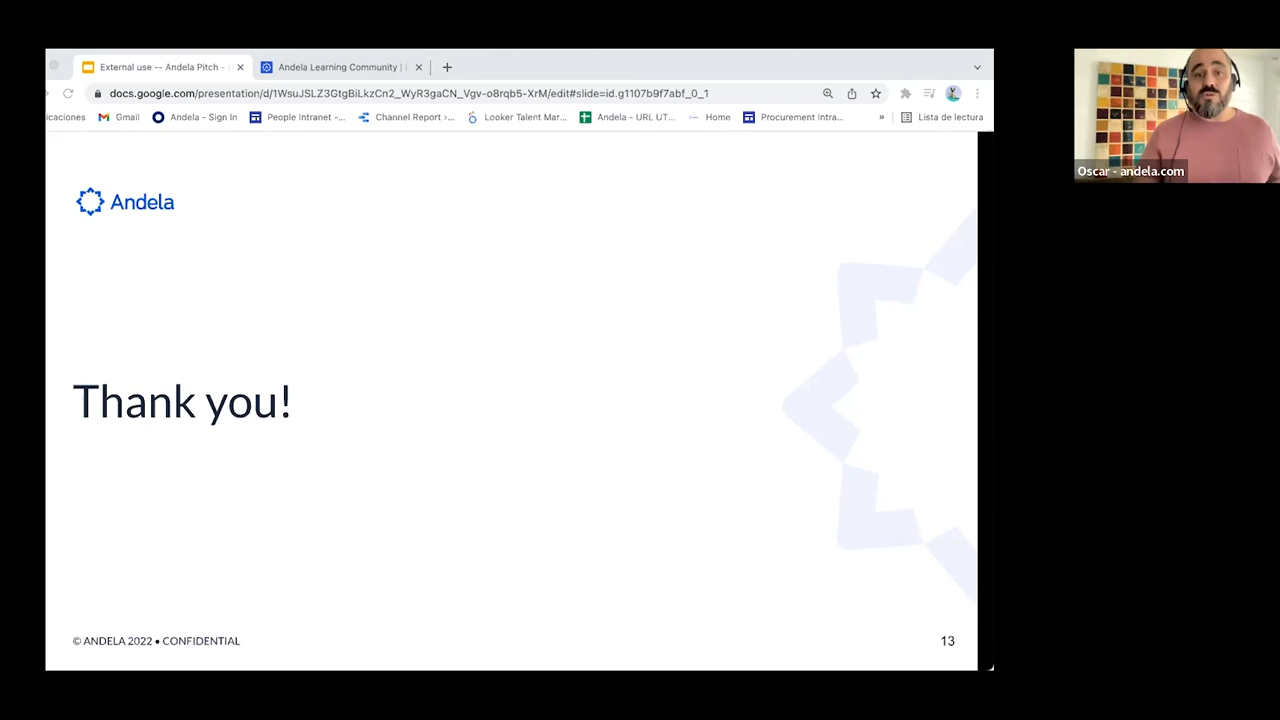 External use -- Andela Pitch -
Andela Learning Community |
docs.google.com/presentation/d/1WsuJSLZ3GtgBiLkzCn2_WyR3gaCN_Vgv-o8rqb5-XrM/edit#slide=id.g1107b9f7abf_0_1
icaciones Gmail Andela - Sign In People Intranet -... Channel Report ›... Looker Talent Mar... Andela - URL UT... Home Procurement Intra... » Lista de lectura
Oscar - andela.com
Andela
Thank you!
© ANDELA 2022 • CONFIDENTIAL
13